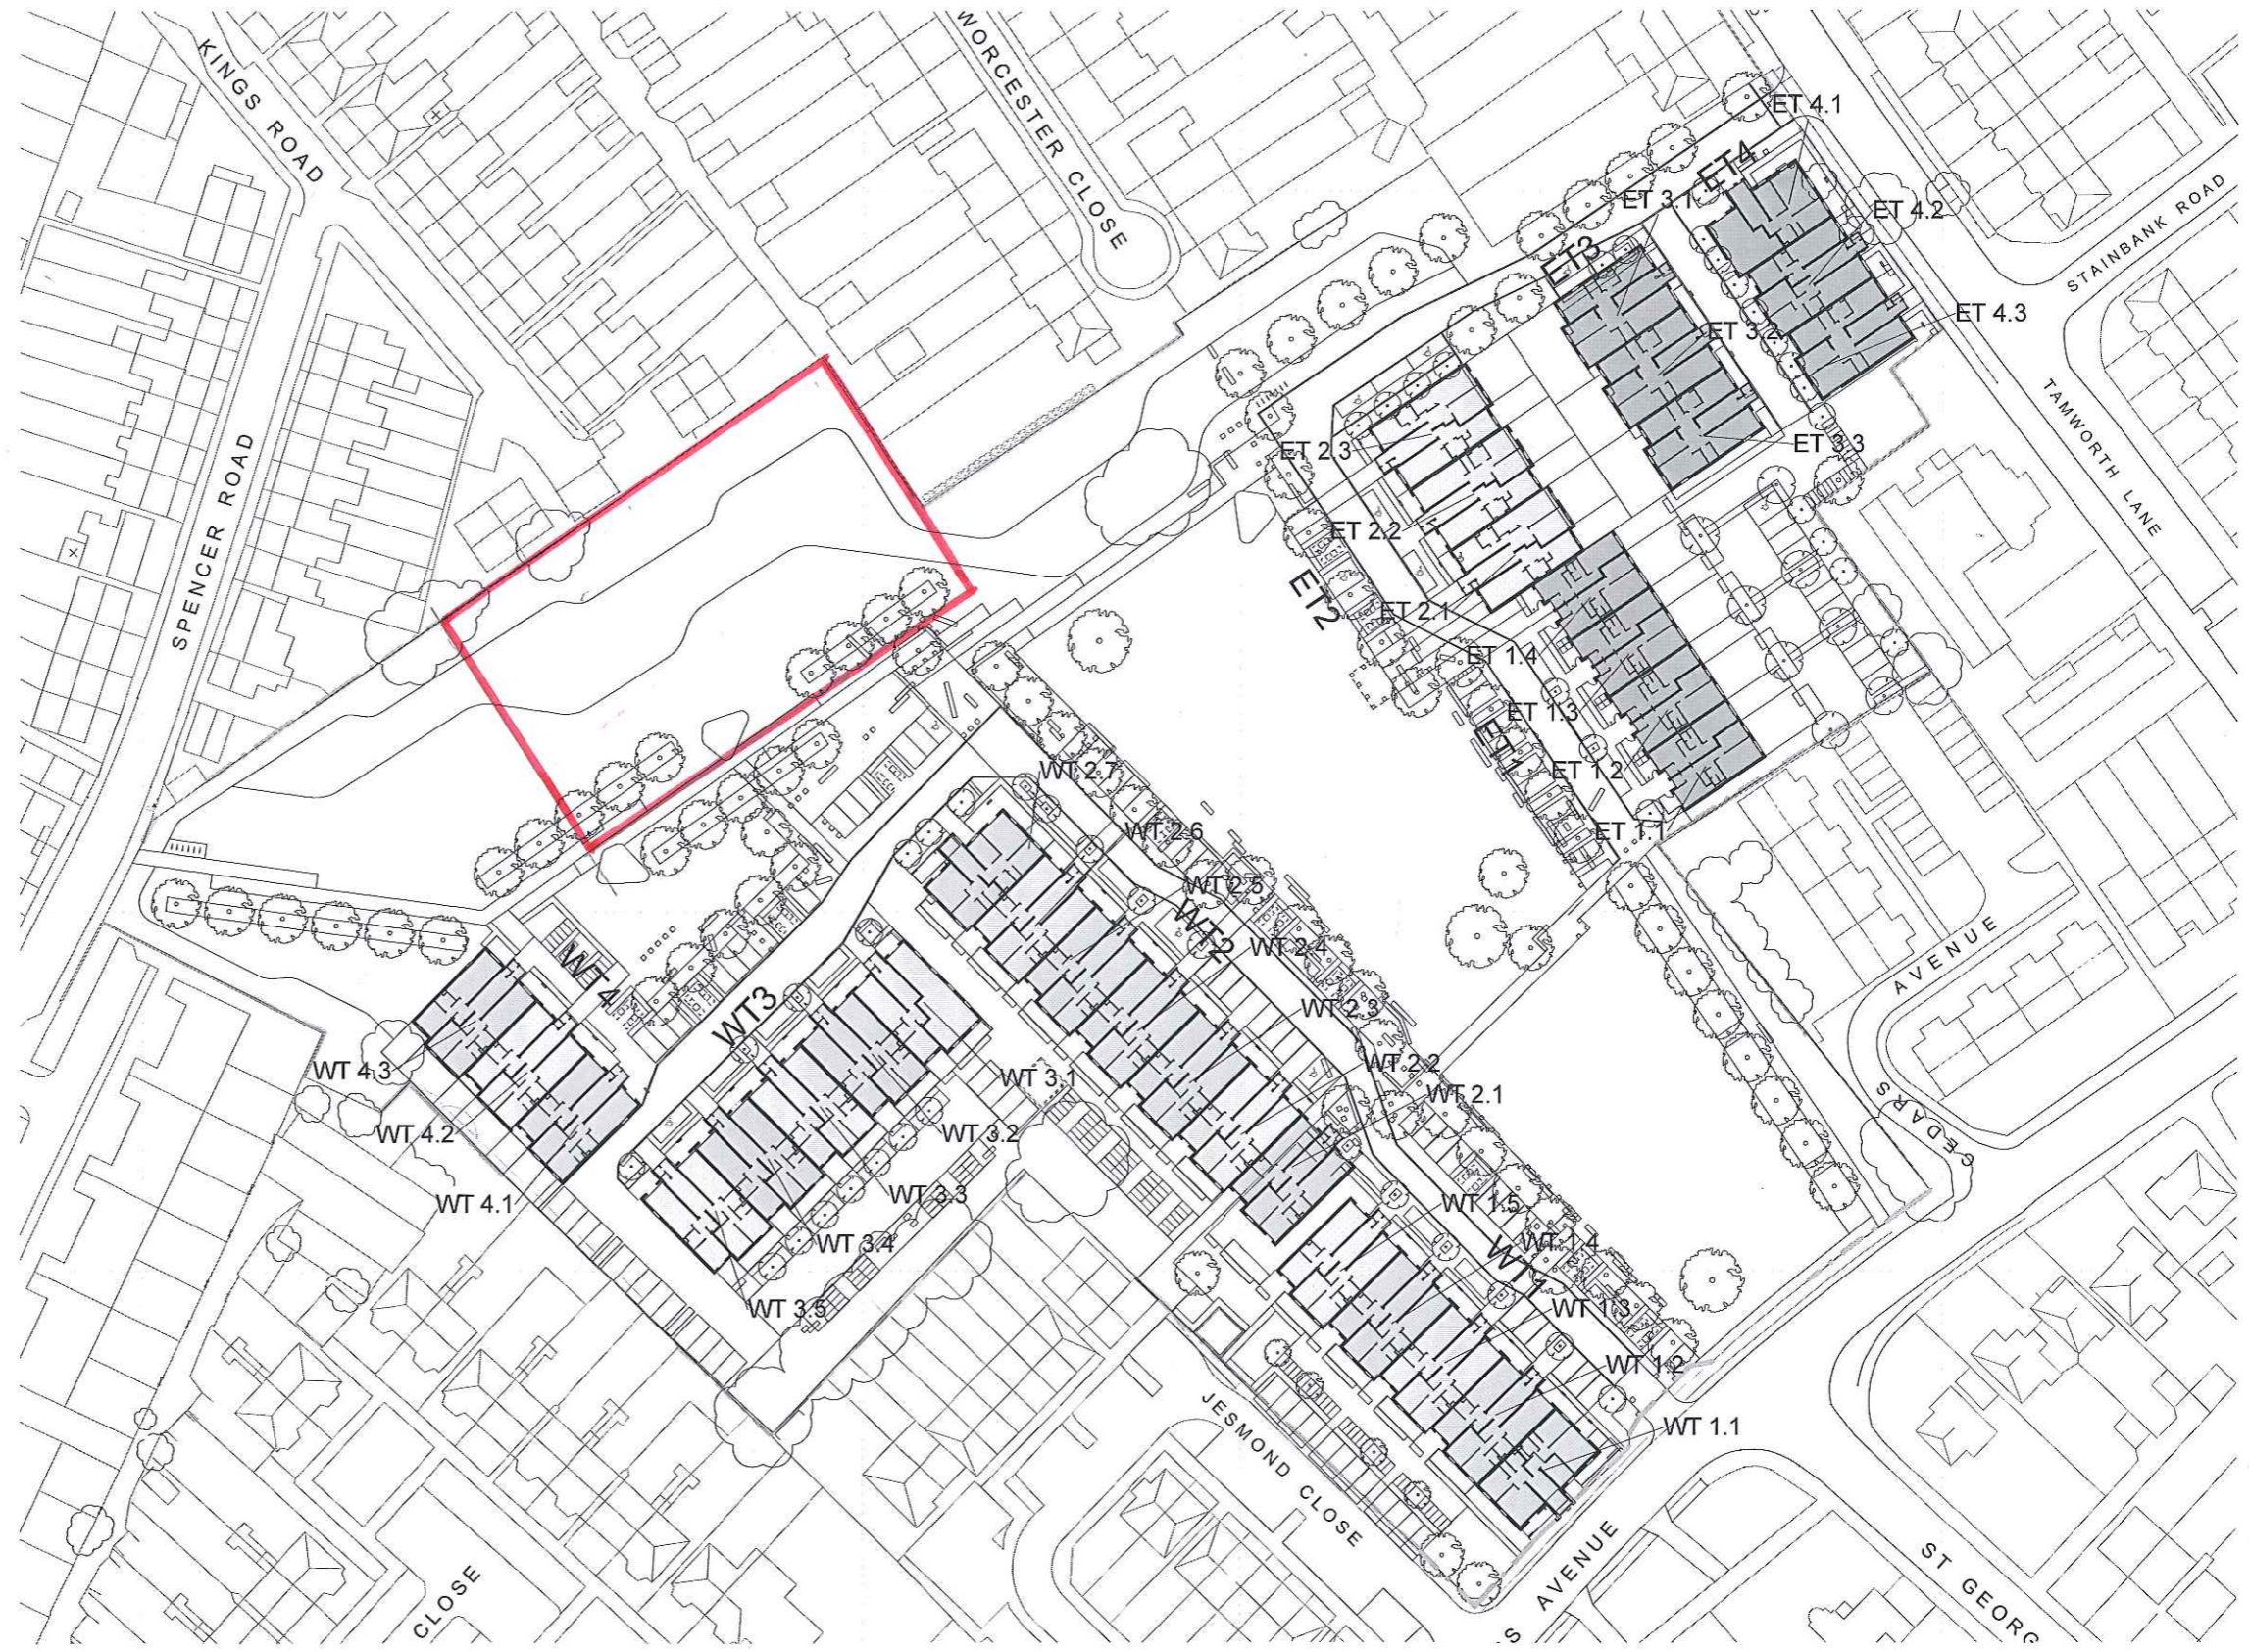 KINGS ROAD
WORCESTER CLOSE
SPENCER ROAD
ET 4.1
ET4
ET 3.1
ET 4.2
STAINBANK ROAD
ET3
ET 4.3
ET 3.2
TAMWORTH LANE
ET 3.3
ET 2.3
ET 2.2
ET2
ET 2.1
ET 1.4
ET 1.3
ET1
ET 1.2
ET 1.1
WT 2.7
WT 2.6
WT 2.5
WT2
WT 2.4
WT 2.3
WT 2.2
WT 2.1
WT4
WT3
WT 4.3
WT 4.2
WT 4.1
WT 3.1
WT 3.2
WT 3.3
WT 3.4
WT 3.5
WT 1.5
WT 1.4
WT1
WT 1.3
WT 1.2
WT 1.1
CEDARS
AVENUE
JESMOND CLOSE
CLOSE
S AVENUE
ST GEORG